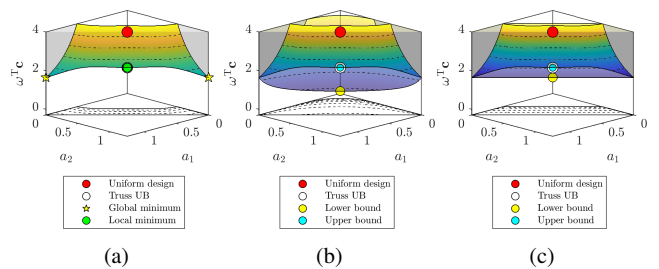 4
2
0
0
0.5
1
1
0.5
0
ω^T c
a₂
a₁
Uniform design
Truss UB
Global minimum
Local minimum
(a)
4
2
0
0
0.5
1
1
0.5
0
ω^T c
a₂
a₁
Uniform design
Truss UB
Lower bound
Upper bound
(b)
4
2
0
0
0.5
1
1
0.5
0
ω^T c
a₂
a₁
Uniform design
Truss UB
Lower bound
Upper bound
(c)